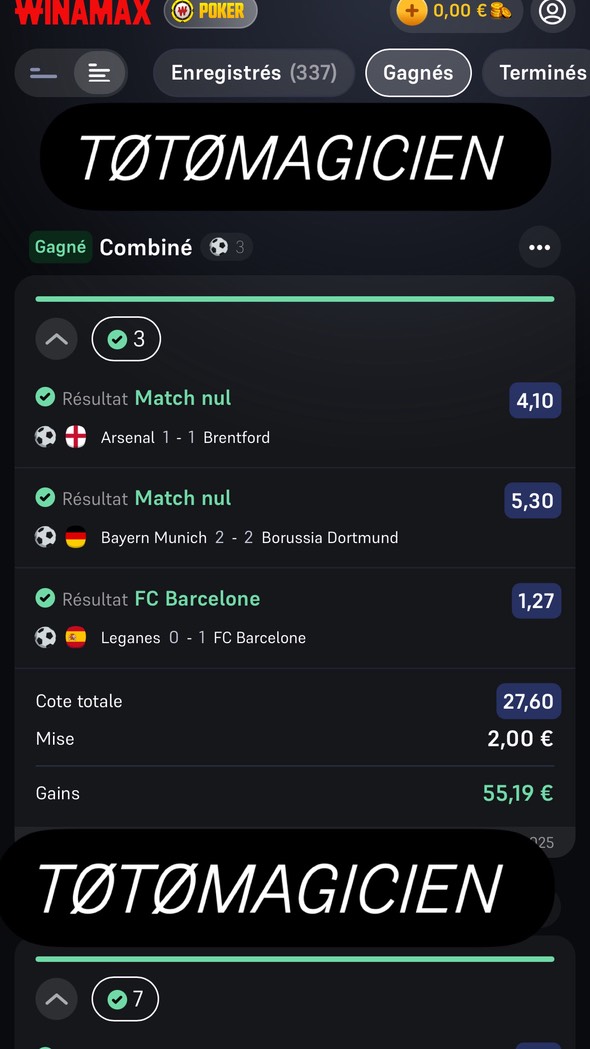 WINAMAX POKER 0,00 €
Enregistrés (337) Gagnés Terminés
TØTØMAGICIEN
Gagné Combiné 3
3
Résultat Match nul 4,10
Arsenal 1 - 1 Brentford
Résultat Match nul 5,30
Bayern Munich 2 - 2 Borussia Dortmund
Résultat FC Barcelone 1,27
Leganes 0 - 1 FC Barcelone
Cote totale 27,60
Mise 2,00 €
Gains 55,19 €
025
TØTØMAGICIEN
7